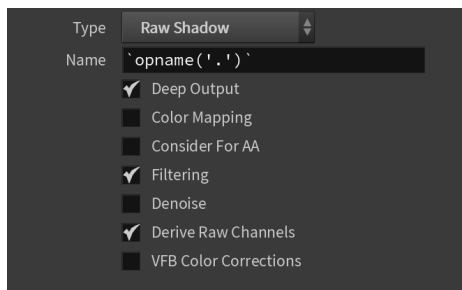 Type Raw Shadow
Name `opname('.')`
Deep Output
Color Mapping
Consider For AA
Filtering
Denoise
Derive Raw Channels
VFB Color Corrections